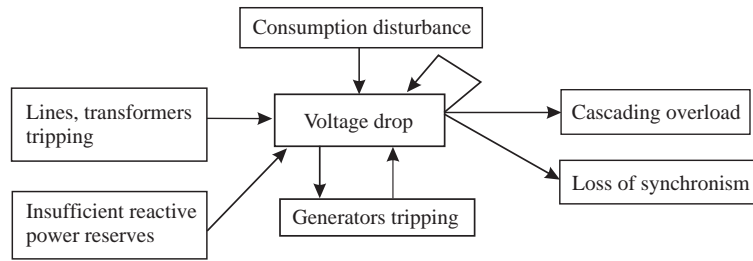 Consumption disturbance
Lines, transformers
tripping
Voltage drop
Cascading overload
Loss of synchronism
Insufficient reactive
power reserves
Generators tripping